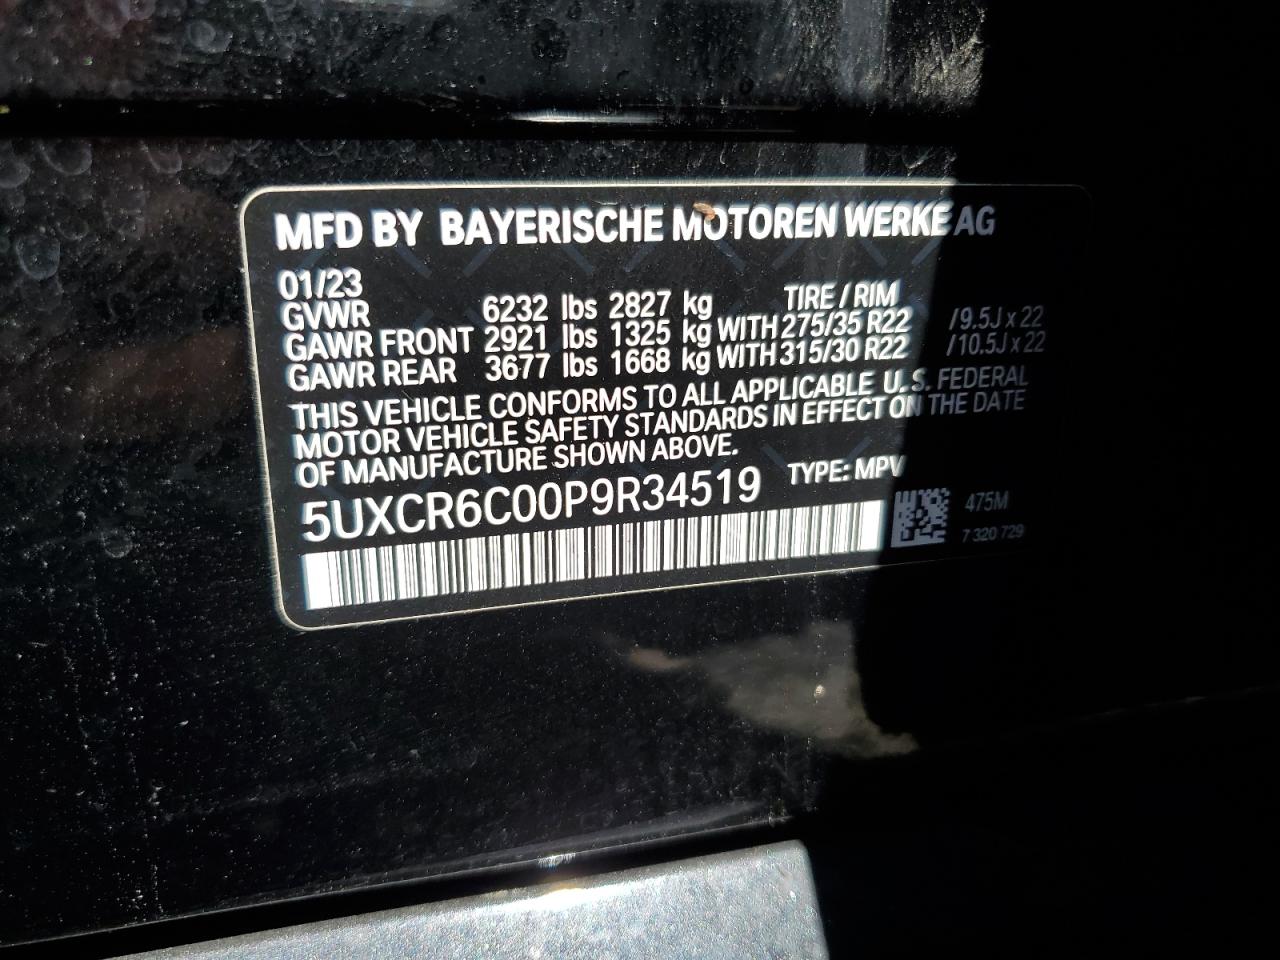 MFD BY BAYERISCHE MOTOREN WERKE AG
01/23 TIRE / RIM
GVWR 6232 lbs 2827 kg
GAWR FRONT 2921 lbs 1325 kg WITH 275/35 R22 /9.5J x 22
GAWR REAR 3677 lbs 1668 kg WITH 315/30 R22 /10.5J x 22
THIS VEHICLE CONFORMS TO ALL APPLICABLE U.S. FEDERAL
MOTOR VEHICLE SAFETY STANDARDS IN EFFECT ON THE DATE
OF MANUFACTURE SHOWN ABOVE.
5UXCR6C00P9R34519 TYPE: MPV
475M
7 320 729